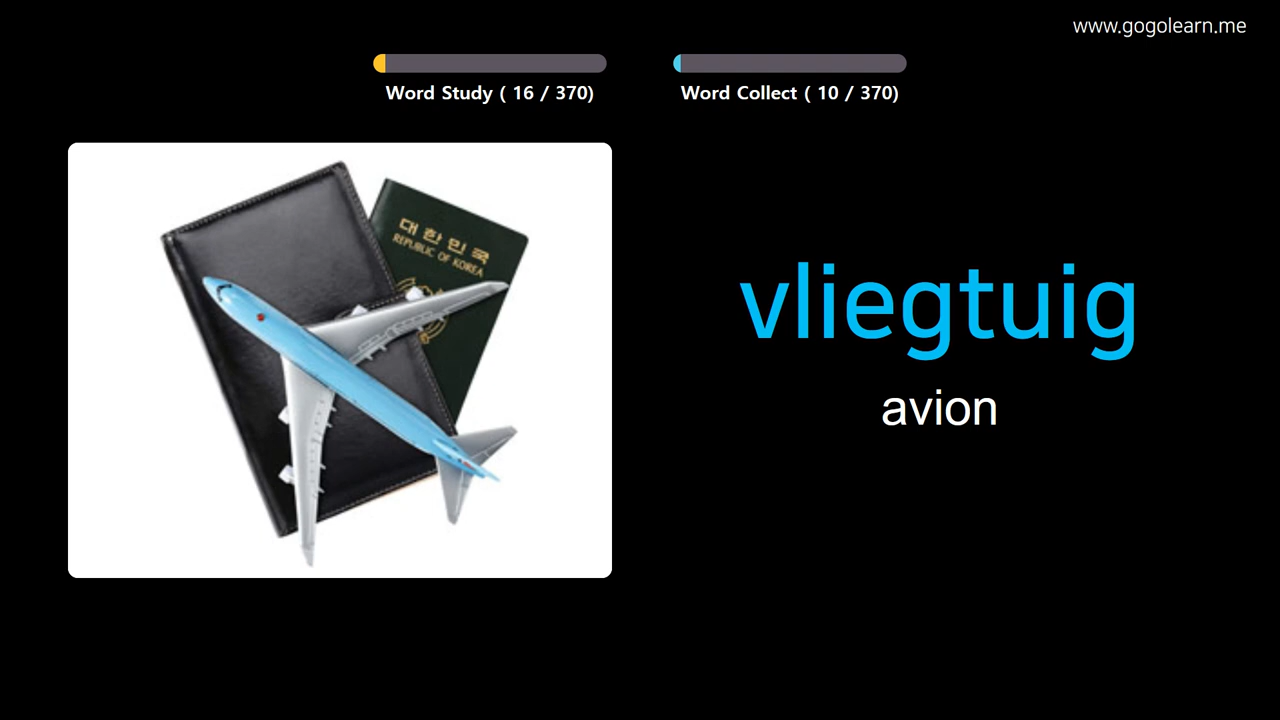 www.gogolearn.me
Word Study ( 16 / 370)
Word Collect ( 10 / 370)
대한민국
REPUBLIC OF KOREA
vliegtuig
avion